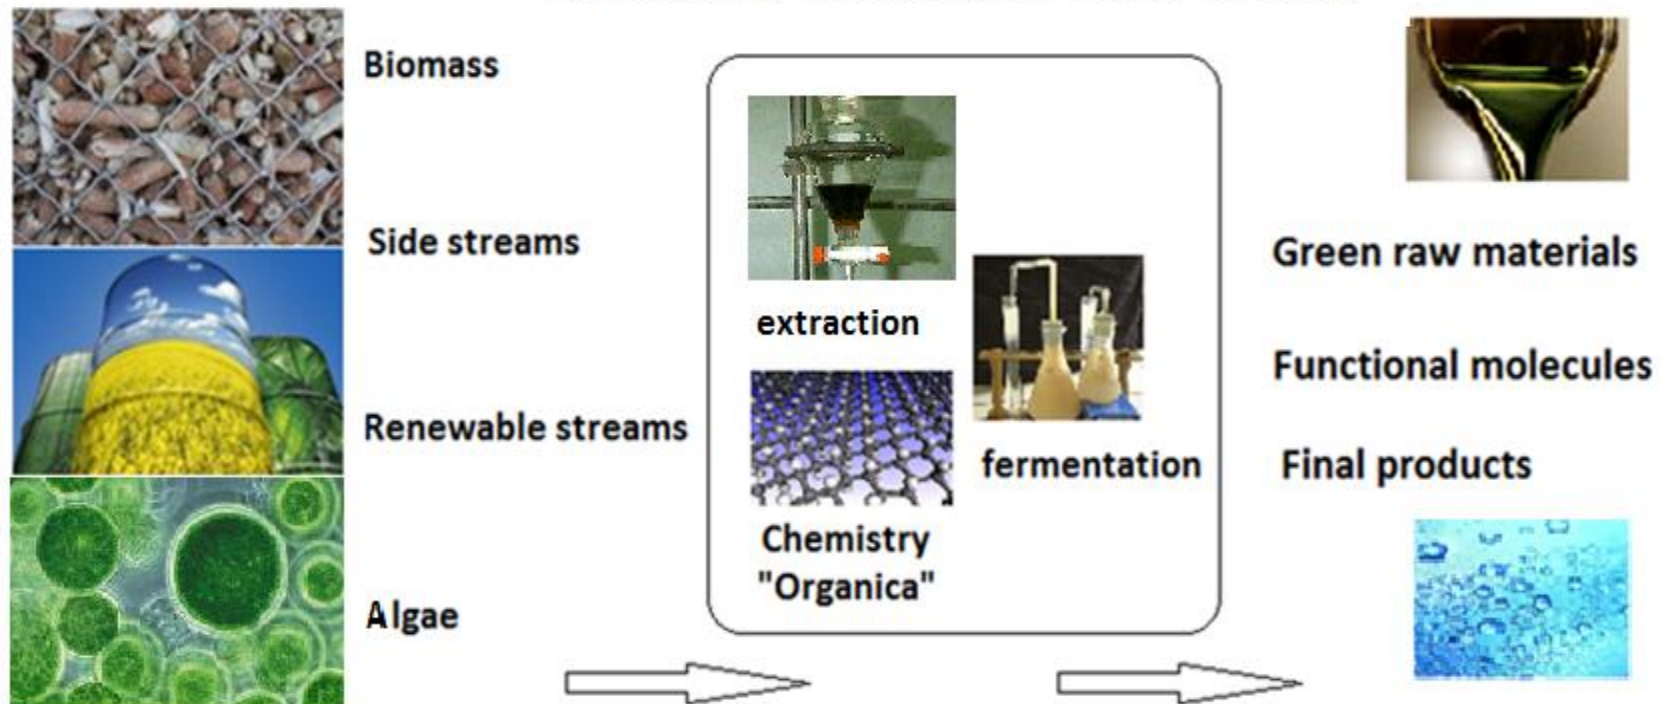 Biomass
Side streams
Renewable streams
Algae
extraction
fermentation
Chemistry
"Organica"
Green raw materials
Functional molecules
Final products